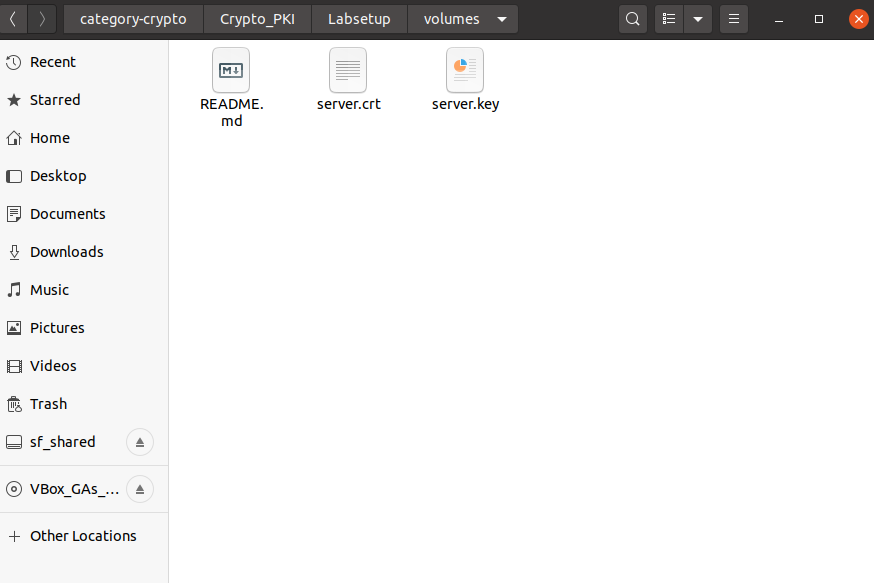 category-crypto Crypto_PKI Labsetup volumes
Recent
Starred
Home
Desktop
Documents
Downloads
Music
Pictures
Videos
Trash
sf_shared
VBox_GAs_...
Other Locations
README.
md
server.crt
server.key